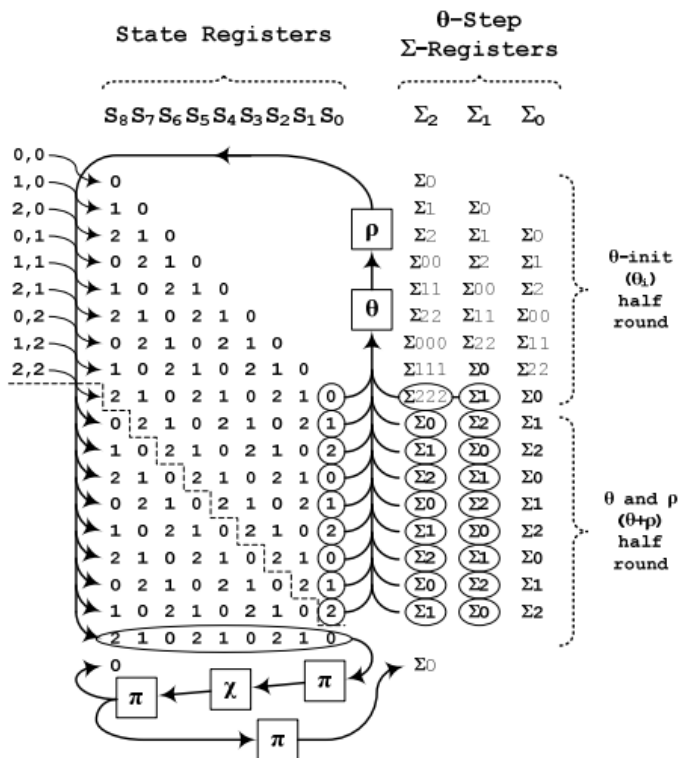 State Registers
θ-Step
Σ-Registers
S8 S7 S6 S5 S4 S3 S2 S1 S0 Σ2 Σ1 Σ0
0,0
1,0 0 Σ0
2,0 1 0 Σ1 Σ0
0,1 2 1 0 ρ Σ2 Σ1 Σ0
1,1 0 2 1 0 Σ00 Σ2 Σ1
2,1 1 0 2 1 0 Σ11 Σ00 Σ2
0,2 2 1 0 2 1 0 θ Σ22 Σ11 Σ00
1,2 0 2 1 0 2 1 0 Σ000 Σ22 Σ11
2,2 1 0 2 1 0 2 1 0 Σ111 Σ0 Σ22
2 1 0 2 1 0 2 1 0 Σ222 Σ1 Σ0
θ-init
(θi)
half
round
0 2 1 0 2 1 0 2 1 Σ0 Σ2 Σ1
1 0 2 1 0 2 1 0 2 Σ1 Σ0 Σ2
2 1 0 2 1 0 2 1 0 Σ2 Σ1 Σ0
0 2 1 0 2 1 0 2 1 Σ0 Σ2 Σ1
1 0 2 1 0 2 1 0 2 Σ1 Σ0 Σ2
2 1 0 2 1 0 2 1 0 Σ2 Σ1 Σ0
0 2 1 0 2 1 0 2 1 Σ0 Σ2 Σ1
1 0 2 1 0 2 1 0 2 Σ1 Σ0 Σ2
θ and ρ
(θ+ρ)
half
round
2 1 0 2 1 0 2 1 0
0 Σ0
π χ π
π